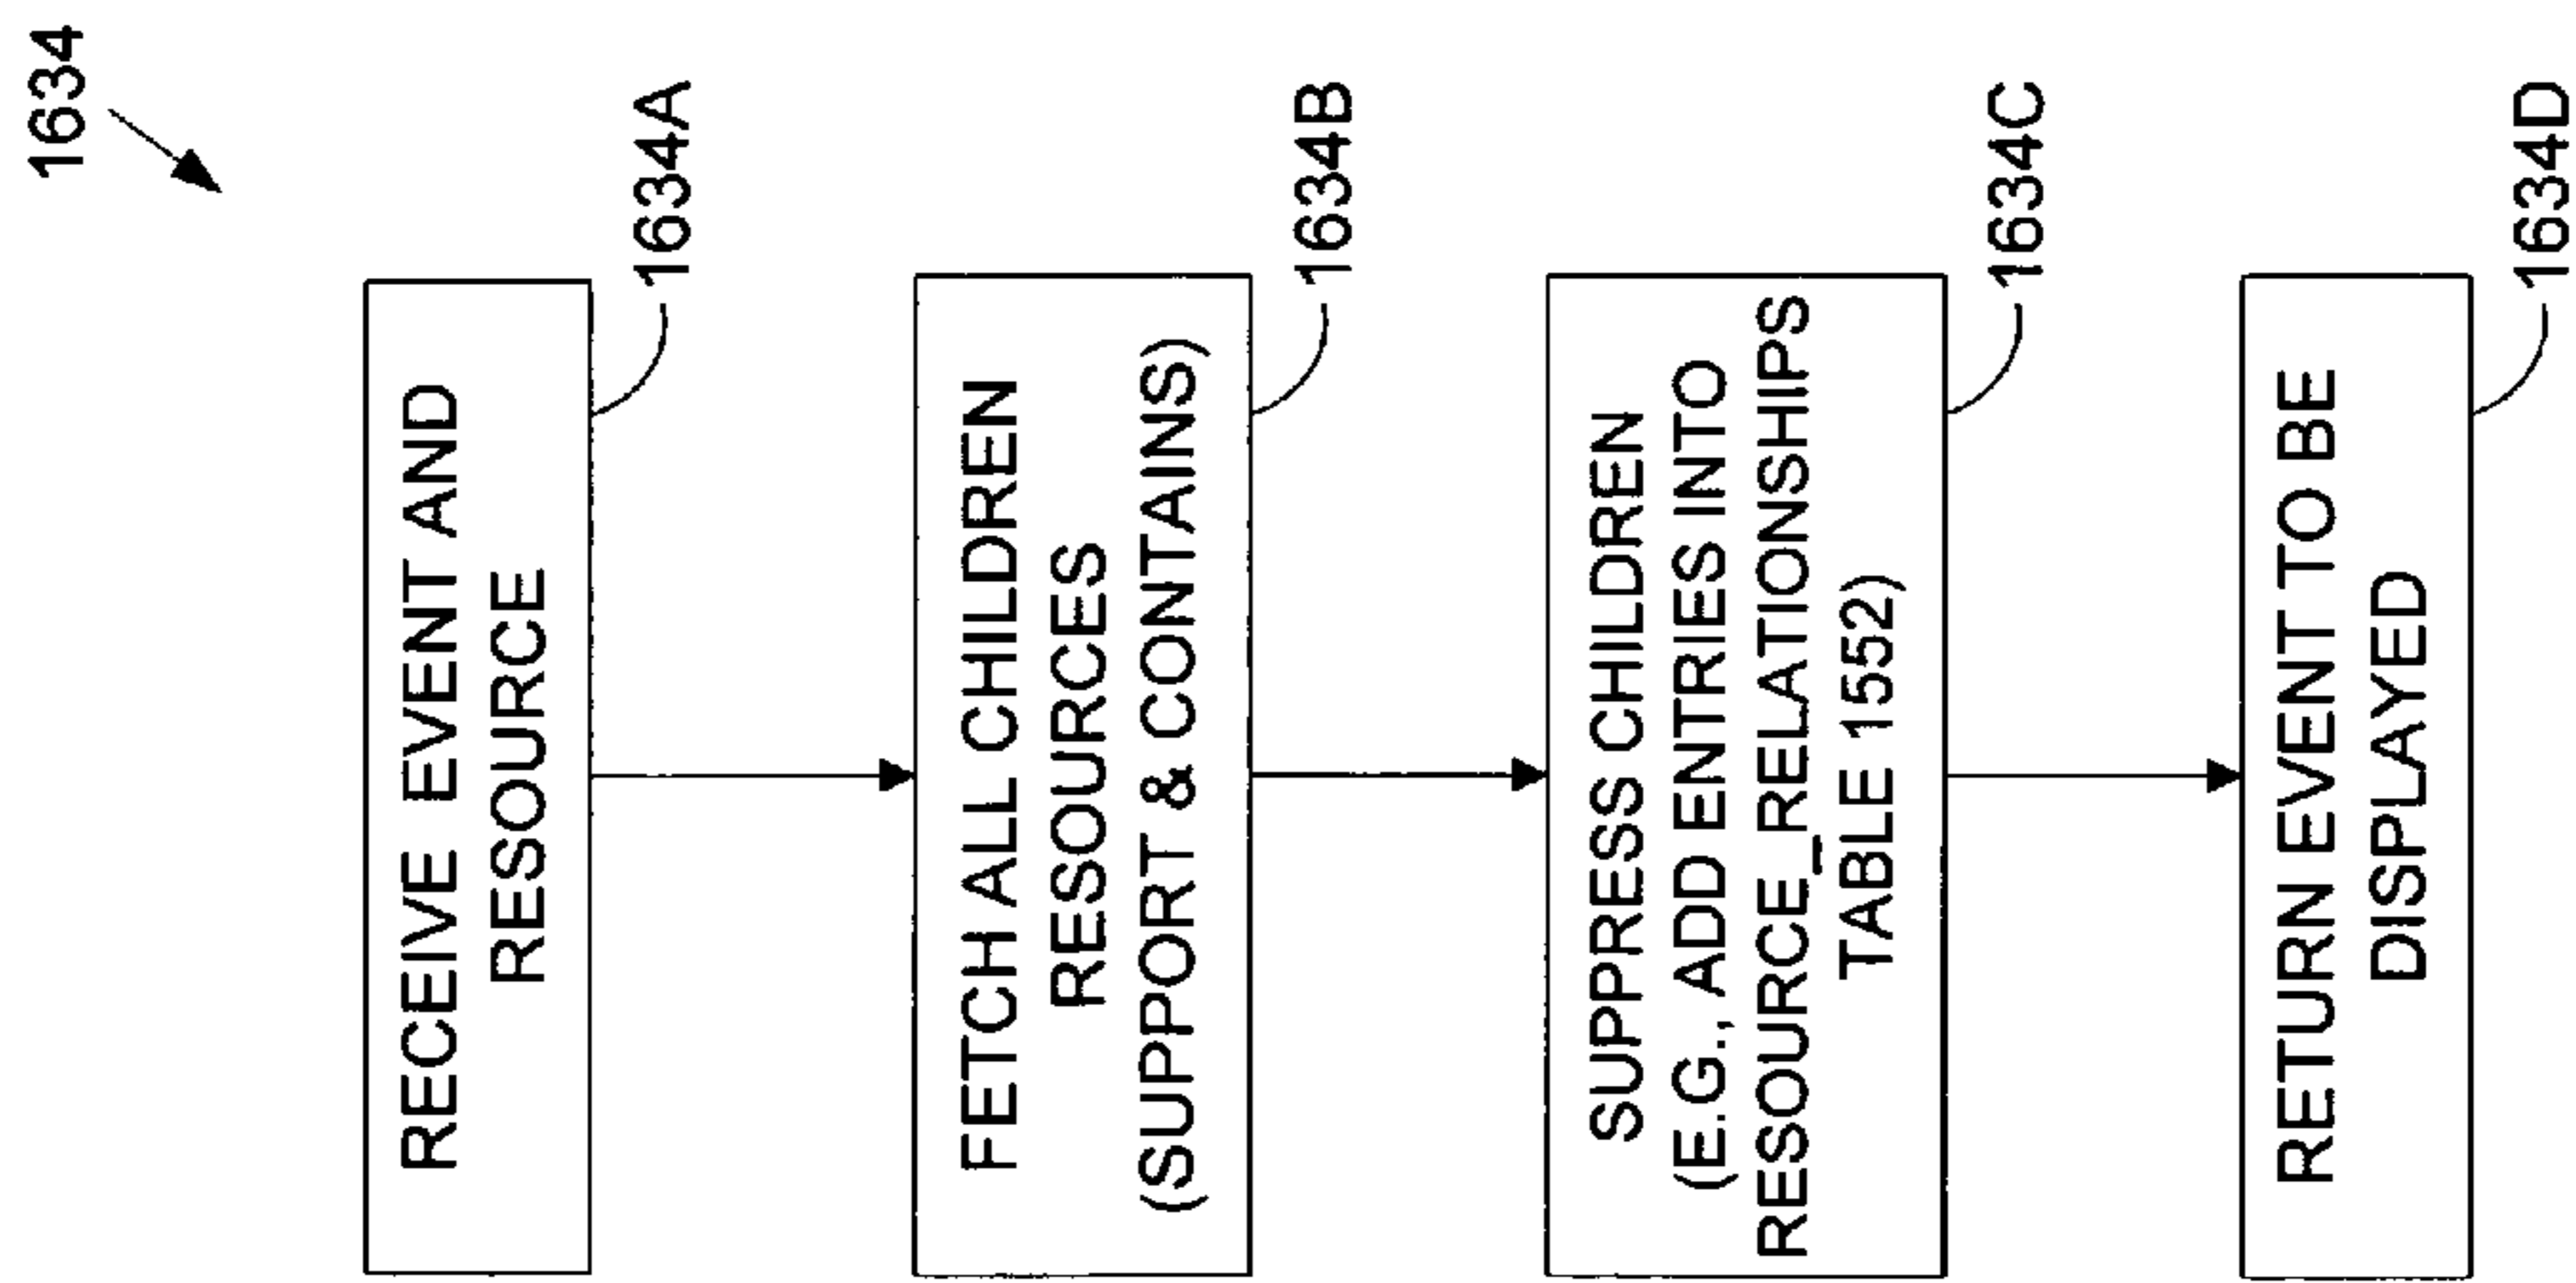 1634
RECEIVE EVENT AND
RESOURCE
1634A
FETCH ALL CHILDREN
RESOURCES
(SUPPORT & CONTAINS)
1634B
SUPPRESS CHILDREN
(E.G., ADD ENTRIES INTO
RESOURCE_RELATIONSHIPS
TABLE 1552)
1634C
RETURN EVENT TO BE
DISPLAYED
1634D